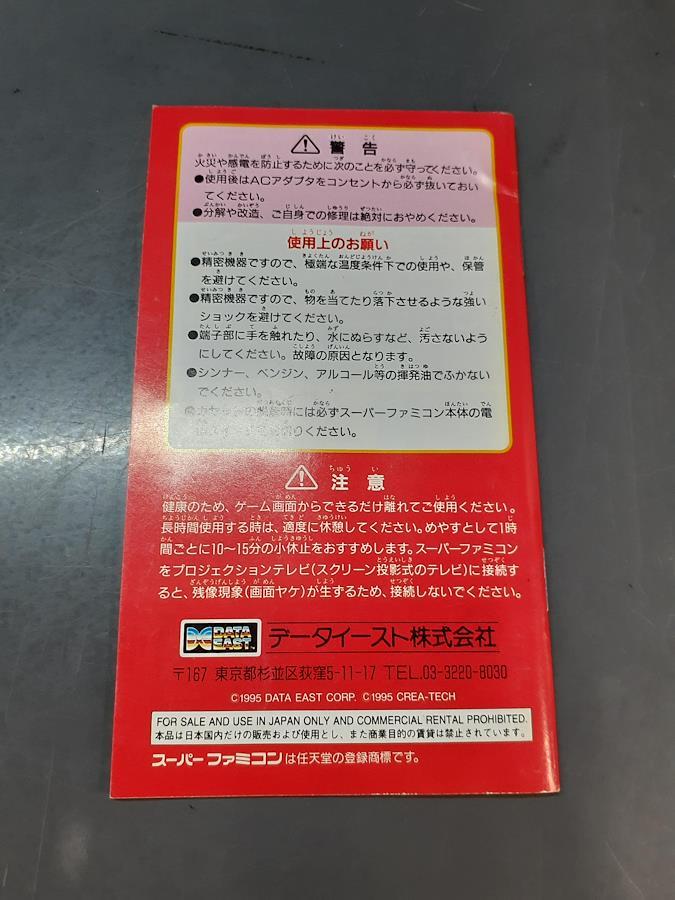 警告
火災や感電を防止するために次のことを必ず守ってください。
●使用後はACアダプタをコンセントから必ず抜いておい
てください。
●分解や改造、ご自身での修理は絶対におやめください。
使用上のお願い
●精密機器ですので、極端な温度条件下での使用や、保管
を避けてください。
●精密機器ですので、物を当てたり落下させるような強い
ショックを避けてください。
●端子部に手を触れたり、水にぬらすなど、汚さないよう
にしてください。故障の原因となります。
●シンナー、ベンジン、アルコール等の揮発油でふかない
でください。
には必ずスーパーファミコン本体の電
切りください。
注意
健康のため、ゲーム画面からできるだけ離れてご使用ください。
長時間使用する時は、適度に休憩してください。めやすとして1時
間ごとに10〜15分の小休止をおすすめします。スーパーファミコン
をプロジェクションテレビ(スクリーン投影式のテレビ)に接続す
ると、残像現象(画面ヤケ)が生ずるため、接続しないでください。
DATA EAST データイースト株式会社
〒167 東京都杉並区荻窪5-11-17 TEL.03-3220-8030
©1995 DATA EAST CORP. ©1995 CREA-TECH
FOR SALE AND USE IN JAPAN ONLY AND COMMERCIAL RENTAL PROHIBITED.
本品は日本国内だけの販売および使用とし、また商業目的の賃貸は禁止されています。
スーパーファミコンは任天堂の登録商標です。